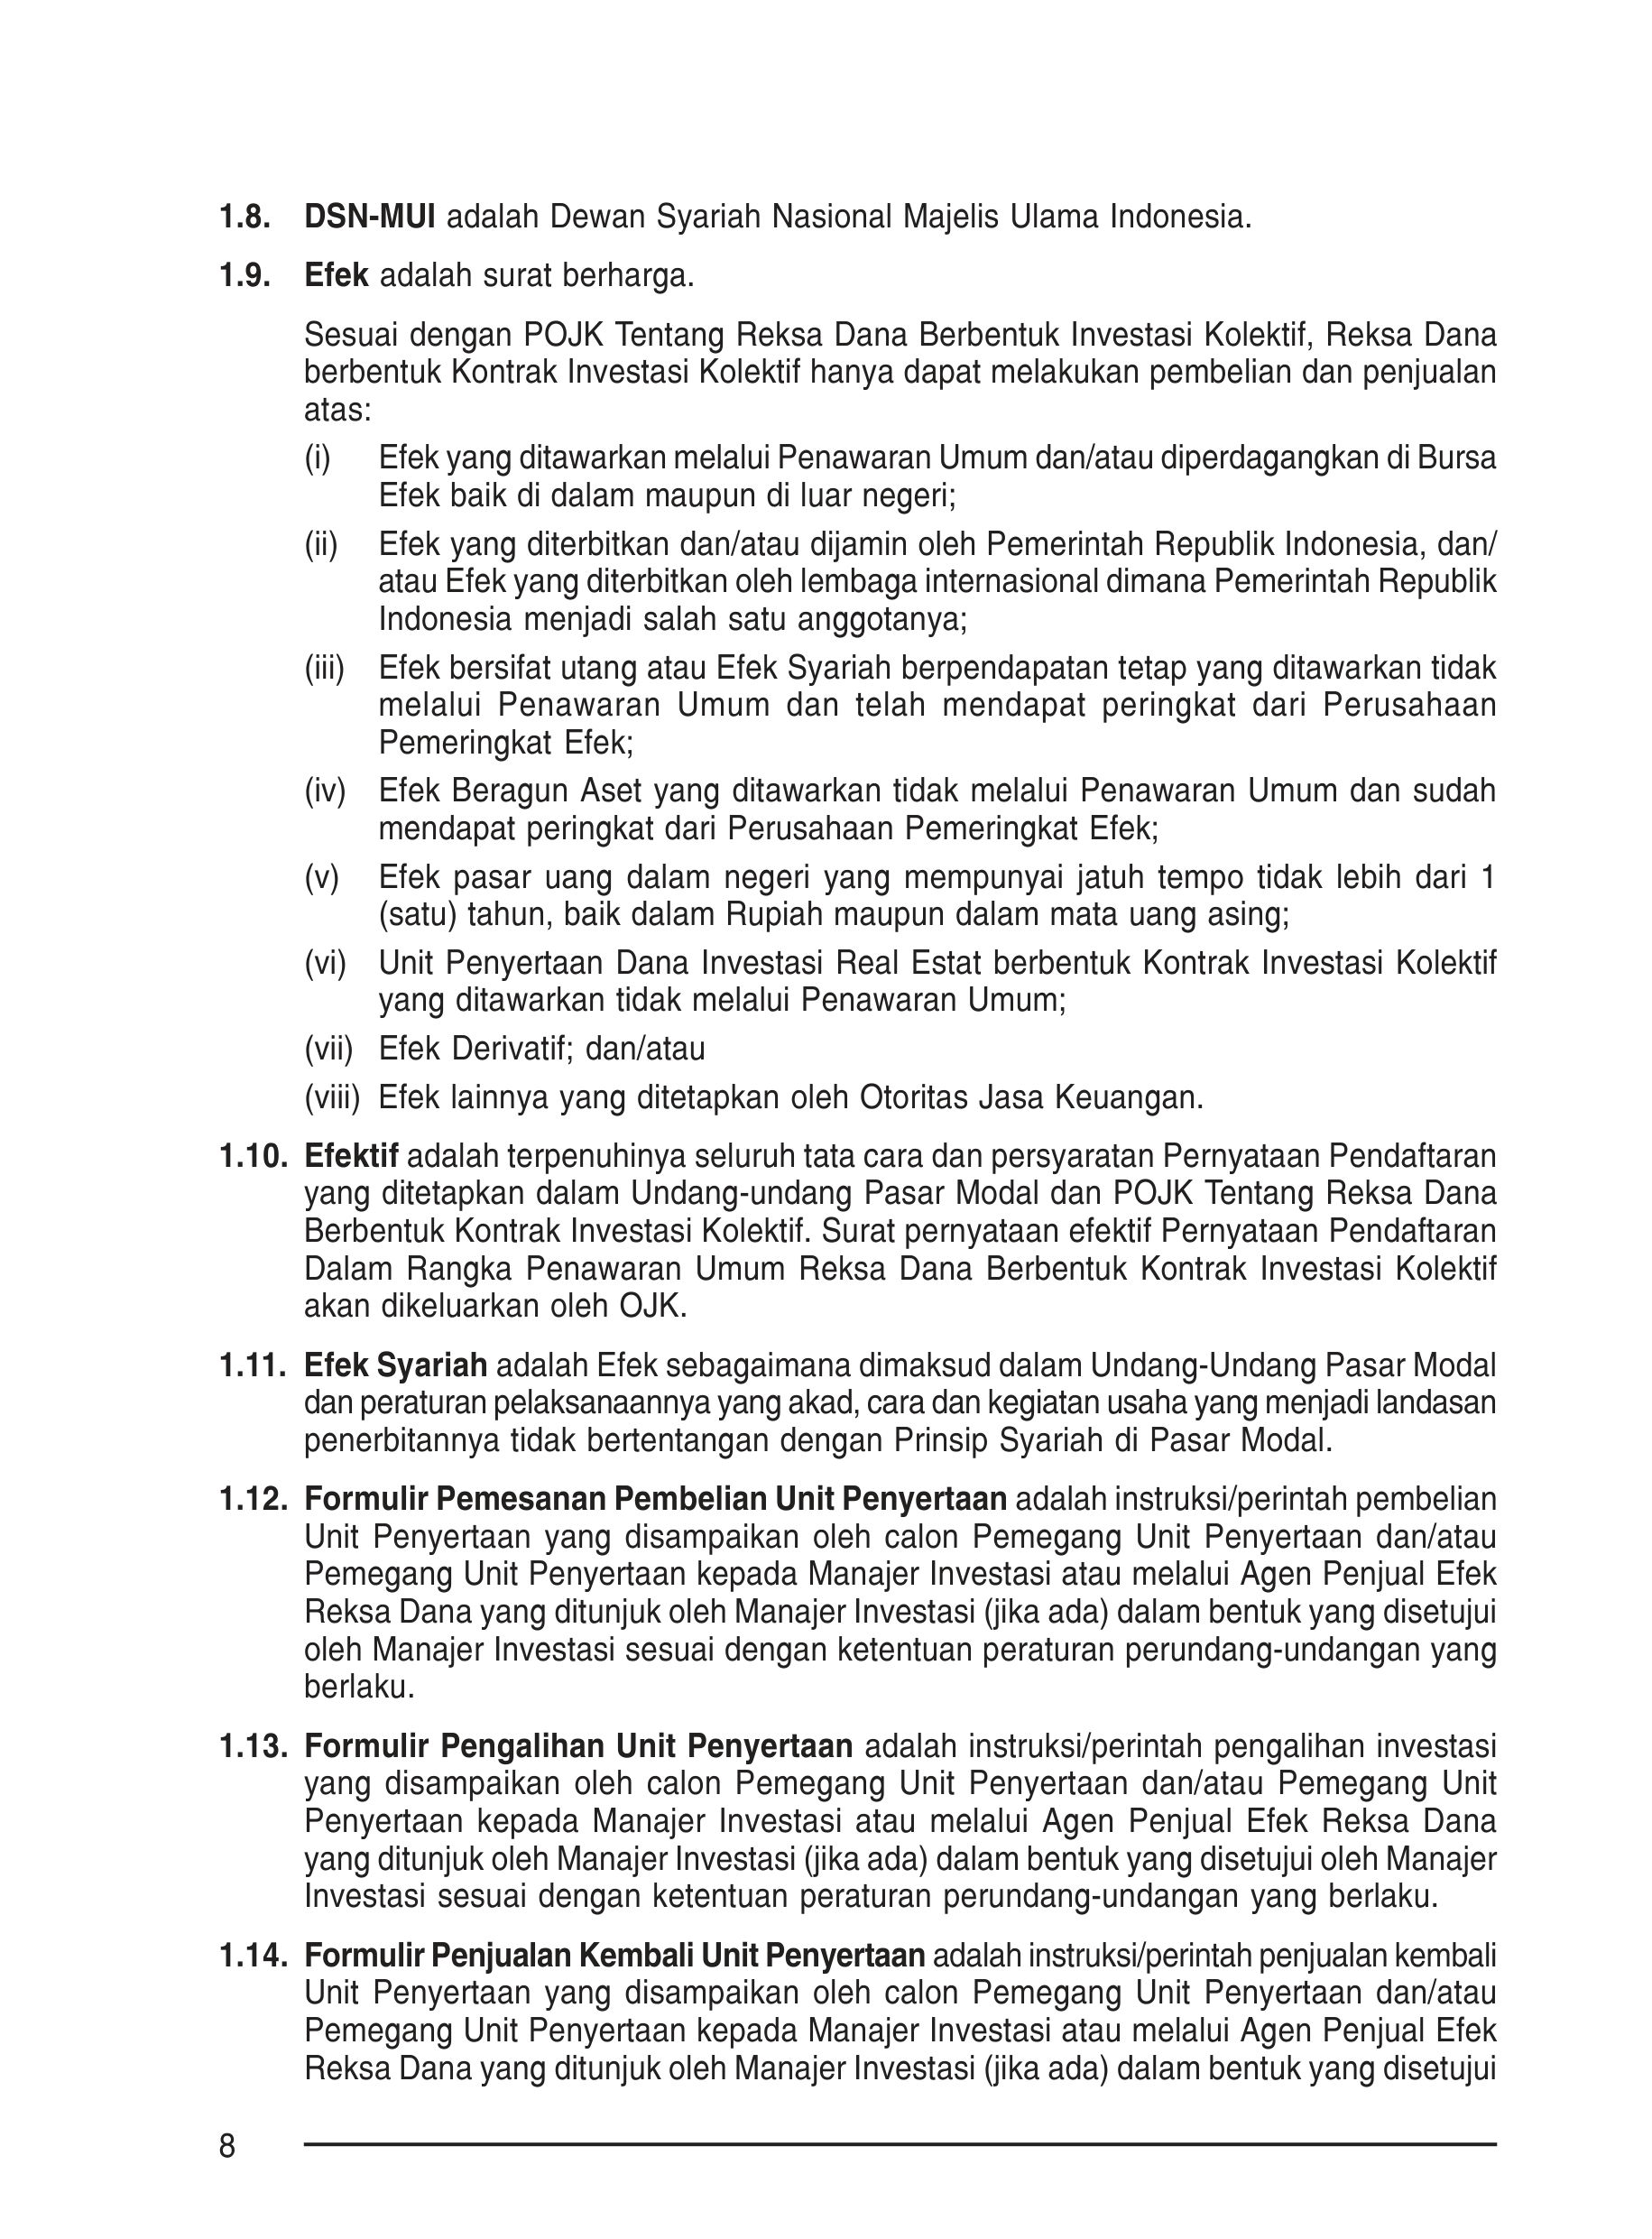 1.8. DSN-MUI adalah Dewan Syariah Nasional Majelis Ulama Indonesia.
1.9. Efek adalah surat berharga.
Sesuai dengan POJK Tentang Reksa Dana Berbentuk Investasi Kolektif, Reksa Dana
berbentuk Kontrak Investasi Kolektif hanya dapat melakukan pembelian dan penjualan
atas:
(i) Efek yang ditawarkan melalui Penawaran Umum dan/atau diperdagangkan di Bursa
Efek baik di dalam maupun di luar negeri;
(ii) Efek yang diterbitkan dan/atau dijamin oleh Pemerintah Republik Indonesia, dan/
atau Efek yang diterbitkan oleh lembaga internasional dimana Pemerintah Republik
Indonesia menjadi salah satu anggotanya;
(iii) Efek bersifat utang atau Efek Syariah berpendapatan tetap yang ditawarkan tidak
melalui Penawaran Umum dan telah mendapat peringkat dari Perusahaan
Pemeringkat Efek;
(iv) Efek Beragun Aset yang ditawarkan tidak melalui Penawaran Umum dan sudah
mendapat peringkat dari Perusahaan Pemeringkat Efek;
(v) Efek pasar uang dalam negeri yang mempunyai jatuh tempo tidak lebih dari 1
(satu) tahun, baik dalam Rupiah maupun dalam mata uang asing;
(vi) Unit Penyertaan Dana Investasi Real Estat berbentuk Kontrak Investasi Kolektif
yang ditawarkan tidak melalui Penawaran Umum;
(vii) Efek Derivatif; dan/atau
(viii) Efek lainnya yang ditetapkan oleh Otoritas Jasa Keuangan.
1.10. Efektif adalah terpenuhinya seluruh tata cara dan persyaratan Pernyataan Pendaftaran
yang ditetapkan dalam Undang-undang Pasar Modal dan POJK Tentang Reksa Dana
Berbentuk Kontrak Investasi Kolektif. Surat pernyataan efektif Pernyataan Pendaftaran
Dalam Rangka Penawaran Umum Reksa Dana Berbentuk Kontrak Investasi Kolektif
akan dikeluarkan oleh OJK.
1.11. Efek Syariah adalah Efek sebagaimana dimaksud dalam Undang-Undang Pasar Modal
dan peraturan pelaksanaannya yang akad, cara dan kegiatan usaha yang menjadi landasan
penerbitannya tidak bertentangan dengan Prinsip Syariah di Pasar Modal.
1.12. Formulir Pemesanan Pembelian Unit Penyertaan adalah instruksi/perintah pembelian
Unit Penyertaan yang disampaikan oleh calon Pemegang Unit Penyertaan dan/atau
Pemegang Unit Penyertaan kepada Manajer Investasi atau melalui Agen Penjual Efek
Reksa Dana yang ditunjuk oleh Manajer Investasi (jika ada) dalam bentuk yang disetujui
oleh Manajer Investasi sesuai dengan ketentuan peraturan perundang-undangan yang
berlaku.
1.13. Formulir Pengalihan Unit Penyertaan adalah instruksi/perintah pengalihan investasi
yang disampaikan oleh calon Pemegang Unit Penyertaan dan/atau Pemegang Unit
Penyertaan kepada Manajer Investasi atau melalui Agen Penjual Efek Reksa Dana
yang ditunjuk oleh Manajer Investasi (jika ada) dalam bentuk yang disetujui oleh Manajer
Investasi sesuai dengan ketentuan peraturan perundang-undangan yang berlaku.
1.14. Formulir Penjualan Kembali Unit Penyertaan adalah instruksi/perintah penjualan kembali
Unit Penyertaan yang disampaikan oleh calon Pemegang Unit Penyertaan dan/atau
Pemegang Unit Penyertaan kepada Manajer Investasi atau melalui Agen Penjual Efek
Reksa Dana yang ditunjuk oleh Manajer Investasi (jika ada) dalam bentuk yang disetujui
8